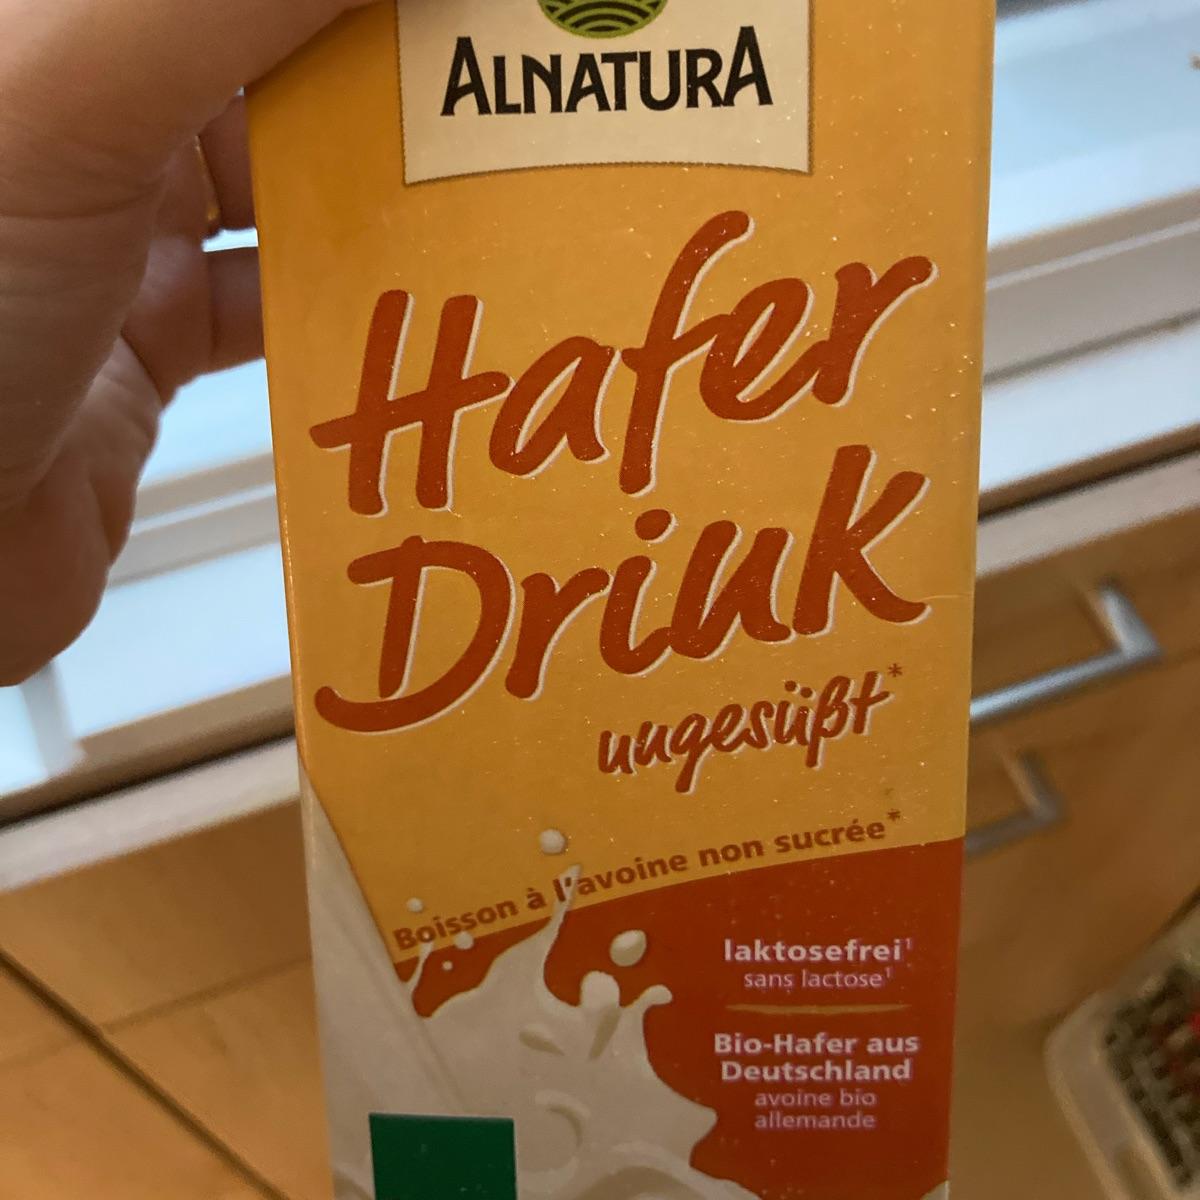 ALNATURA
Hafer
Drink
ungesüßt*
Boisson à l'avoine non sucrée*
laktosefrei¹
sans lactose¹
Bio-Hafer aus
Deutschland
avoine bio
allemande